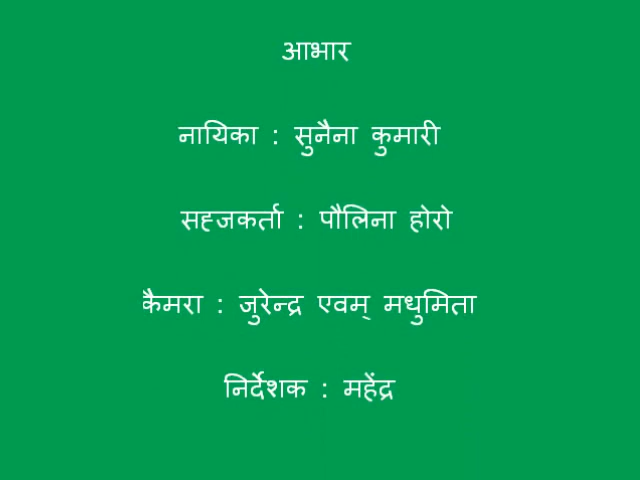 आभार
नायिका : सुनैना कुमारी
सह्जकर्ता : पौलिना होरो
कैमरा : जुरेन्द्र एवम् मधुमिता
निर्देशक : महेंद्र